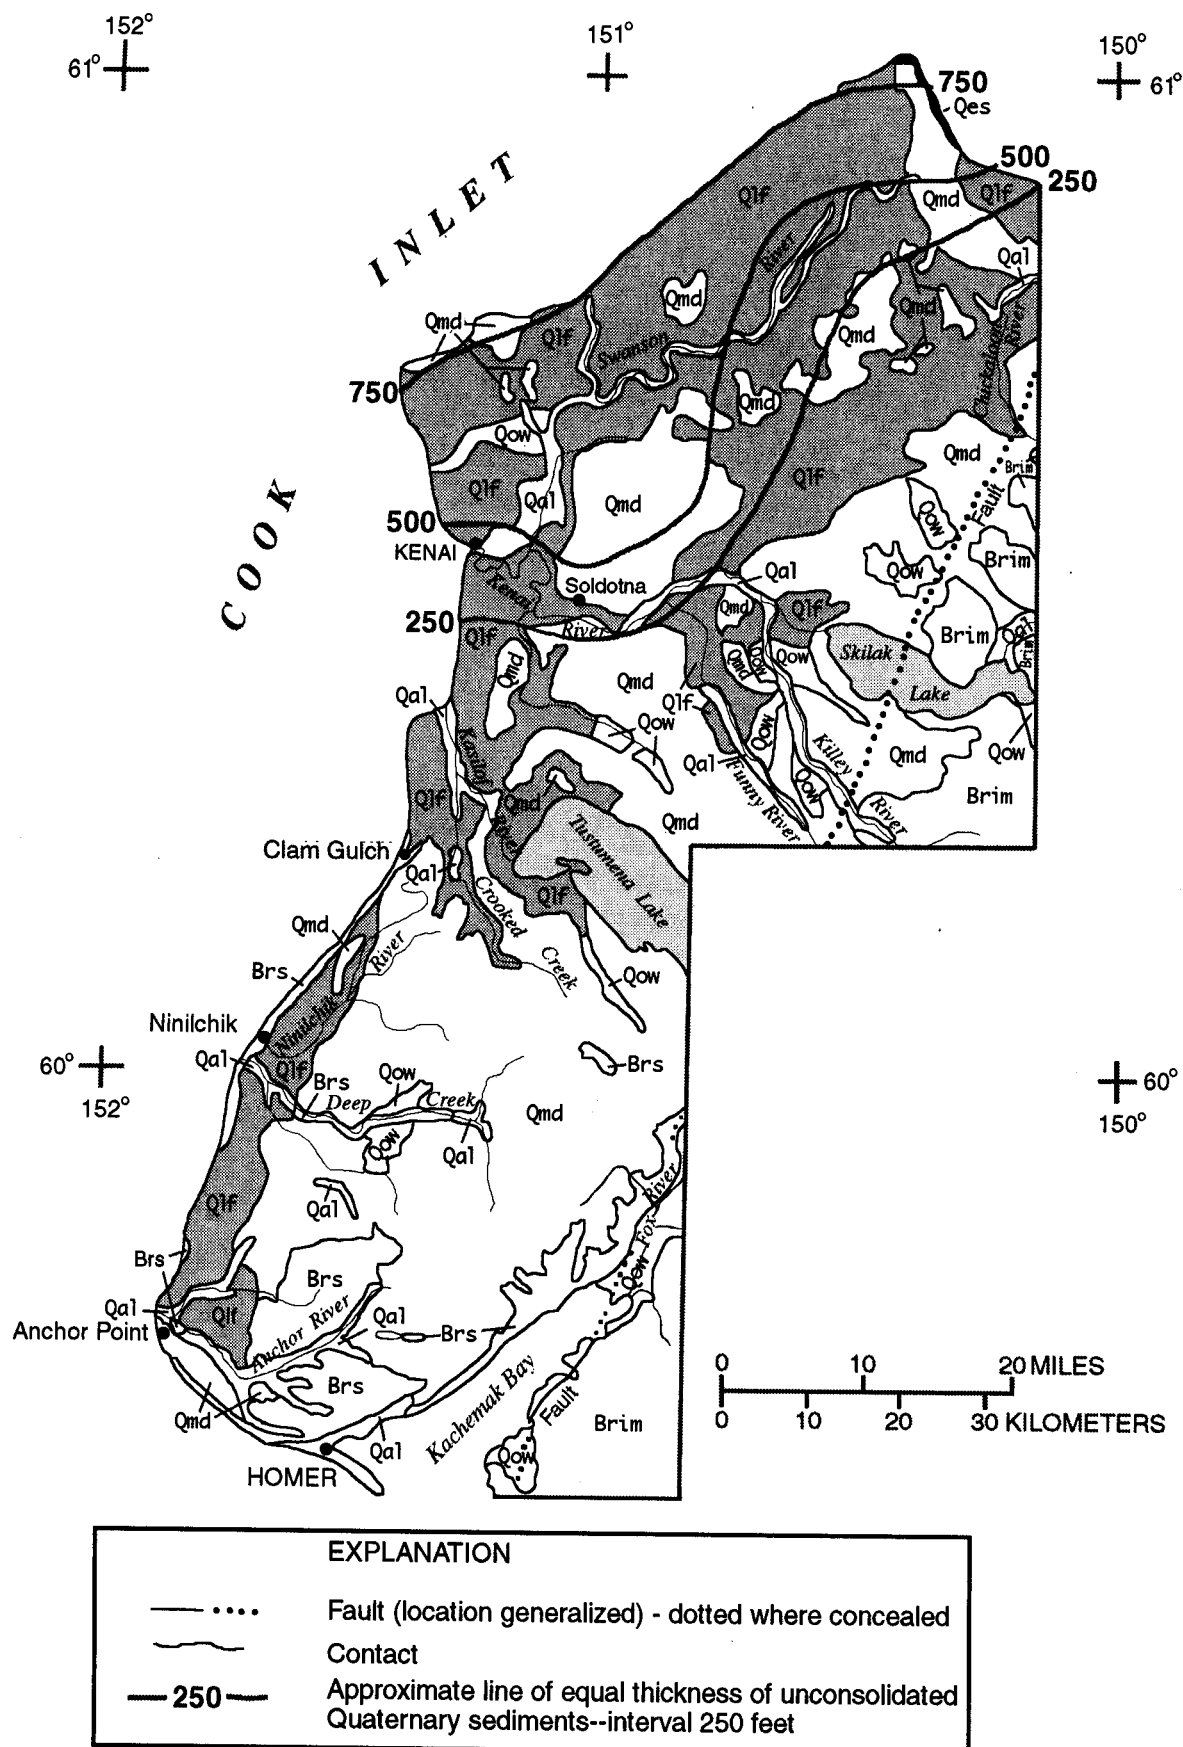 152°
151°
150°
61°
61°
750
Qes
500
250
INLET
Qlf
Qmd
Qlf
River
Qal
Qmd
Qmd
Qmd
Qlf
Swanson
Qmd
Chickaloon
River
750
Qmd
Qow
Qmd
Brim
Qlf
Qlf
Qal
Qmd
Qow
Fault
COOK
500
KENAI
Brim
Qow
Qal
Kenai
Soldotna
Qmd
Qlf
250
River
Qlf
Brim
Brim
Skilak
Qow
Qow
Qmd
Qmd
Qmd
Lake
Qal
Qlf
Qow
Qow
Qow
Kasilof
Qal
Killey
Qmd
Funny River
Qow
Qlf
Qmd
Brim
River
River
Qmd
Tustumena Lake
Clam Gulch
Qal
Qlf
Crooked
Qmd
River
Creek
Brs
Qow
Ninilchik
Ninilchik
Qal
Qlf
Brs
60°
152°
60°
150°
Brs
Qow
Deep
Creek
Qmd
Qow
Qal
Qal
River
Qlf
Fox
Brs
Brs
Qow
Qal
Qlf
Anchor River
Qal
Anchor Point
Brs
Brs
Kachemak Bay
Fault
Qmd
Qal
Brim
Qow
HOMER
0 10 20 MILES
0 10 20 30 KILOMETERS
EXPLANATION
Fault (location generalized) - dotted where concealed
Contact
250
Approximate line of equal thickness of unconsolidated
Quaternary sediments--interval 250 feet